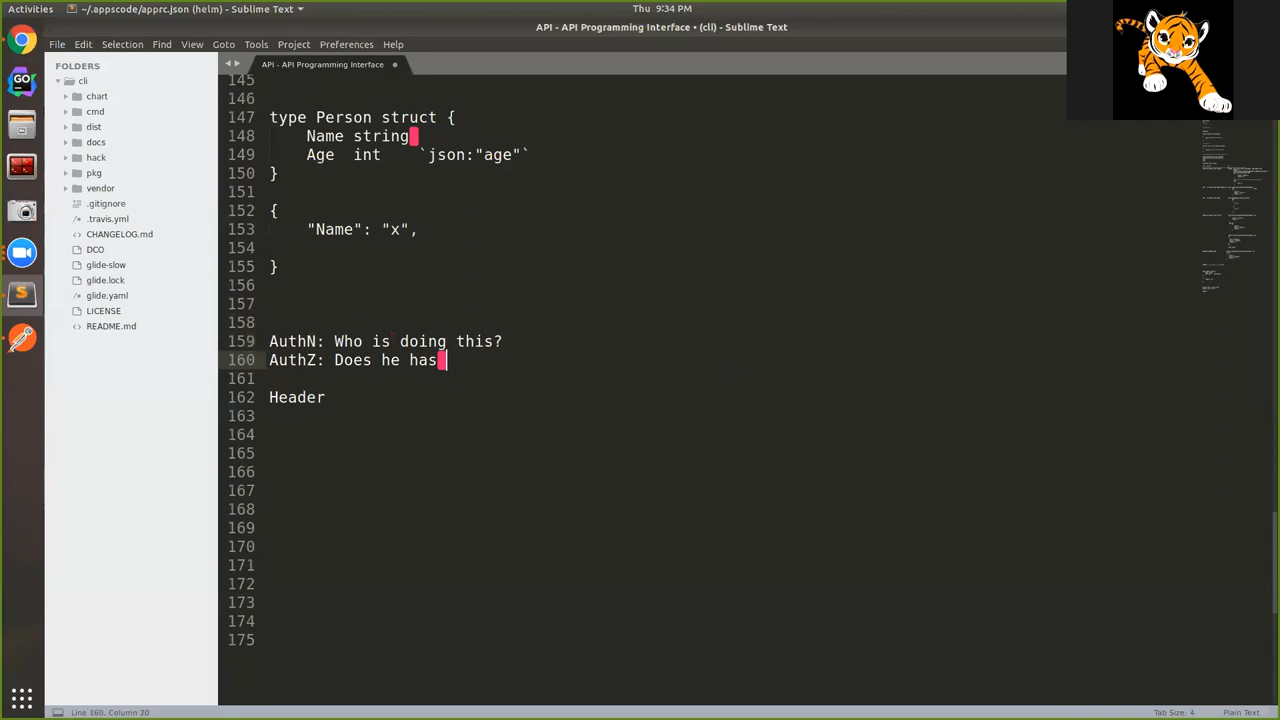 Activities
~/.appscode/apprc.json (helm) - Sublime Text
Thu 9:34 PM
API - API Programming Interface • (cli) - Sublime Text
File Edit Selection Find View Goto Tools Project Preferences Help
FOLDERS
cli
chart
cmd
dist
docs
hack
pkg
vendor
.gitignore
.travis.yml
CHANGELOG.md
DCO
glide-slow
glide.lock
glide.yaml
LICENSE
README.md
API - API Programming Interface
145
146
147 type Person struct {
148 Name string
149 Age int `json:"age"`
150 }
151
152 {
153 "Name": "x",
154
155 }
156
157
158
159 AuthN: Who is doing this?
160 AuthZ: Does he has
161
162 Header
163
164
165
166
167
168
169
170
171
172
173
174
175
Line 160, Column 20
Tab Size: 4
Plain Text
GO
S